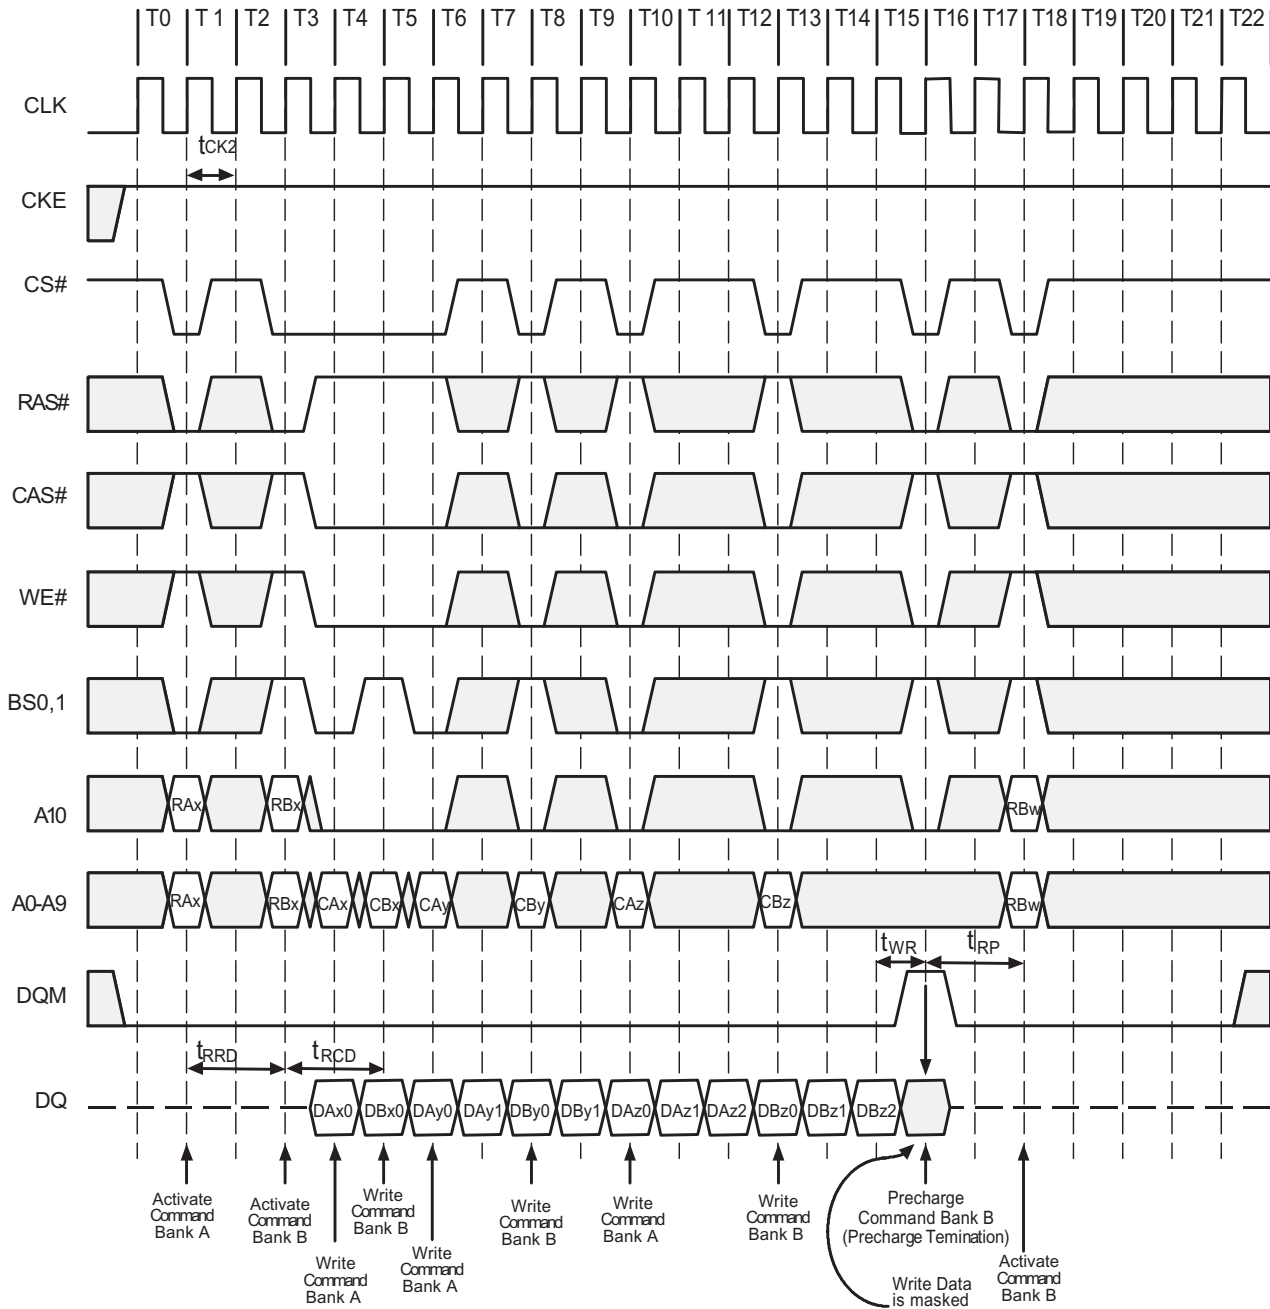 T0 T 1 T2 T3 T4 T5 T6 T7 T8 T9 T10 T 11 T12 T13 T14 T15 T16 T17 T18 T19 T20 T21 T22
CLK
tCK2
CKE
CS#
RAS#
CAS#
WE#
BS0,1
A10
RAx RBx RBw
A0-A9
RAx RBx CAx CBx CAy CBy CAz CBz RBw
tWR tRP
DQM
tRRD tRCD
DQ
DAx0 DBx0 DAy0 DAy1 DBy0 DBy1 DAz0 DAz1 DAz2 DBz0 DBz1 DBz2
Activate
Command
Bank A
Activate
Command
Bank B
Write
Command
Bank A
Write
Command
Bank B
Write
Command
Bank A
Write
Command
Bank B
Write
Command
Bank A
Write
Command
Bank B
Precharge
Command Bank B
(Precharge Temination)
Write Data
is masked
Activate
Command
Bank B